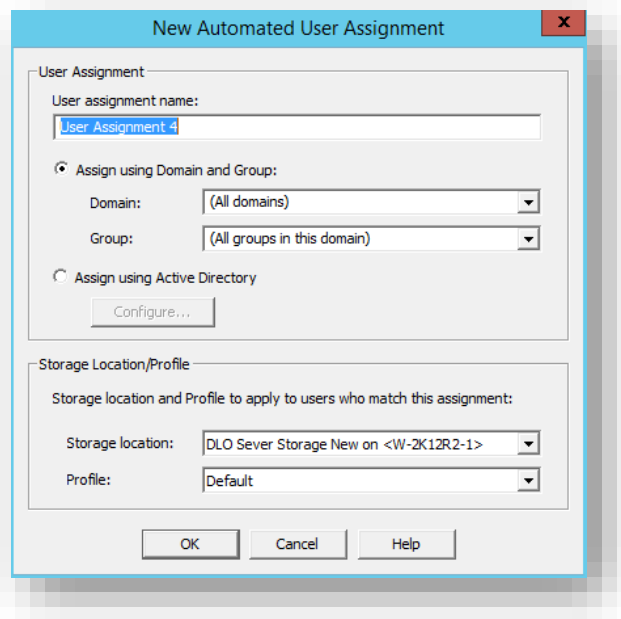 New Automated User Assignment
x
User Assignment
User assignment name:
User Assignment 4
Assign using Domain and Group:
Domain: (All domains)
Group: (All groups in this domain)
Assign using Active Directory
Configure...
Storage Location/Profile
Storage location and Profile to apply to users who match this assignment:
Storage location: DLO Sever Storage New on <W-2K12R2-1>
Profile: Default
OK Cancel Help